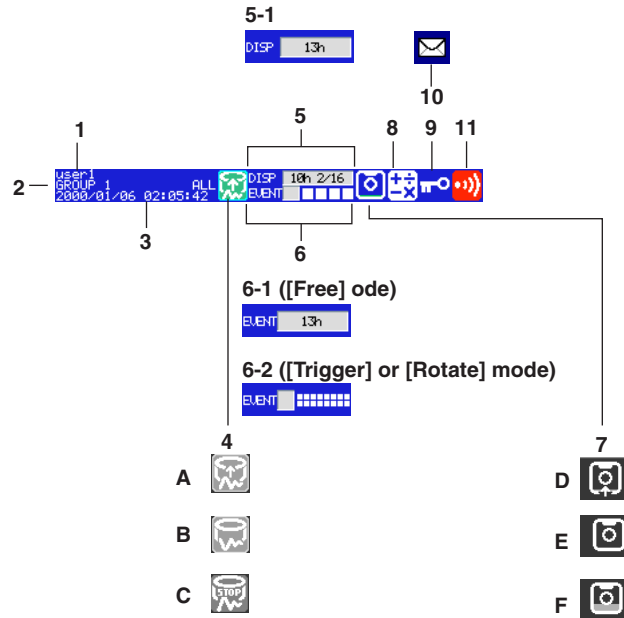 5-1
DISP 13h
10
5
8 9 11
1
user1
2
GROUP 1 ALL
DISP 10h 2/16
2000/01/06 02:05:42
EVENT
3
6
6-1 ([Free] ode)
EVENT 13h
6-2 ([Trigger] or [Rotate] mode)
EVENT
4
7
A
D
B
E
C
STOP
F